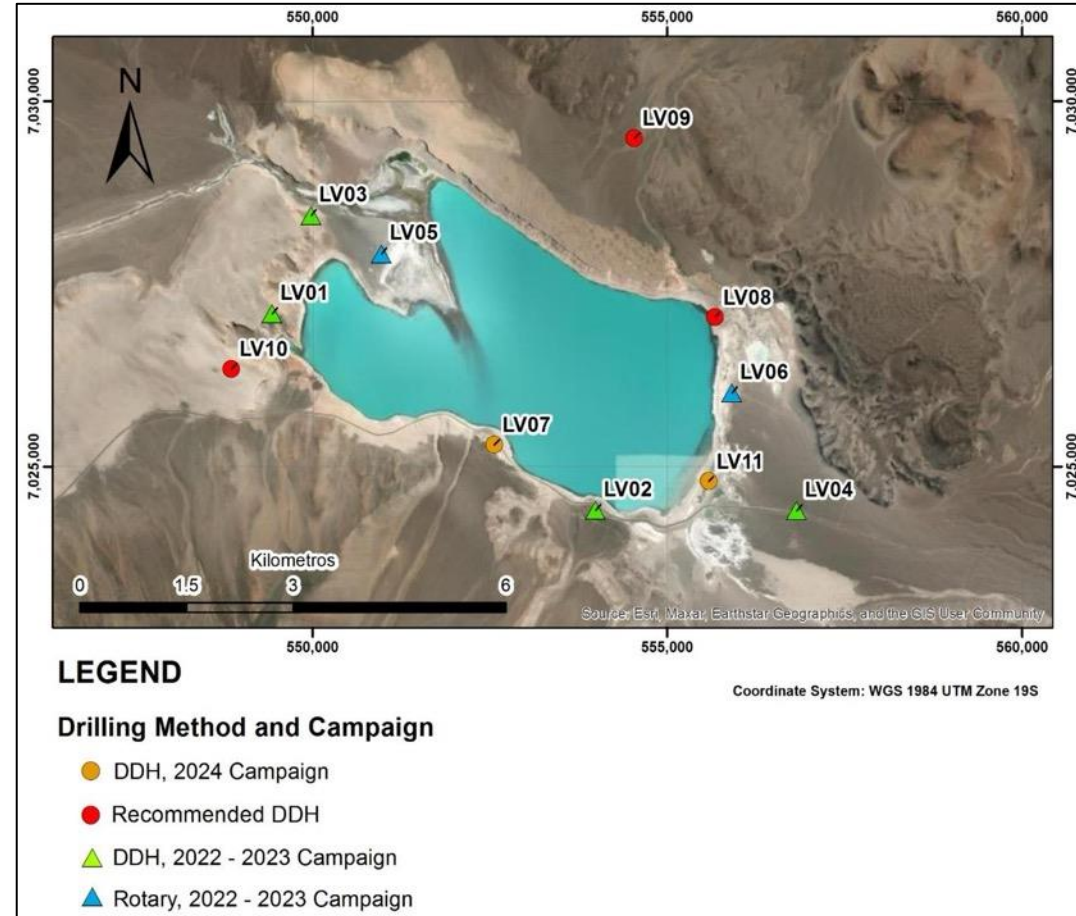 550,000 555,000 560,000
7,030,000 7,030,000
N
LV09
LV03
LV05
LV01
LV08
LV10
LV06
LV07
LV11
LV02
LV04
7,025,000 7,025,000
Kilometros
0 1.5 3 6
Source: Esri, Maxar, Earthstar Geographics, and the GIS User Community
550,000 555,000 560,000
LEGEND
Coordinate System: WGS 1984 UTM Zone 19S
Drilling Method and Campaign
DDH, 2024 Campaign
Recommended DDH
DDH, 2022 - 2023 Campaign
Rotary, 2022 - 2023 Campaign